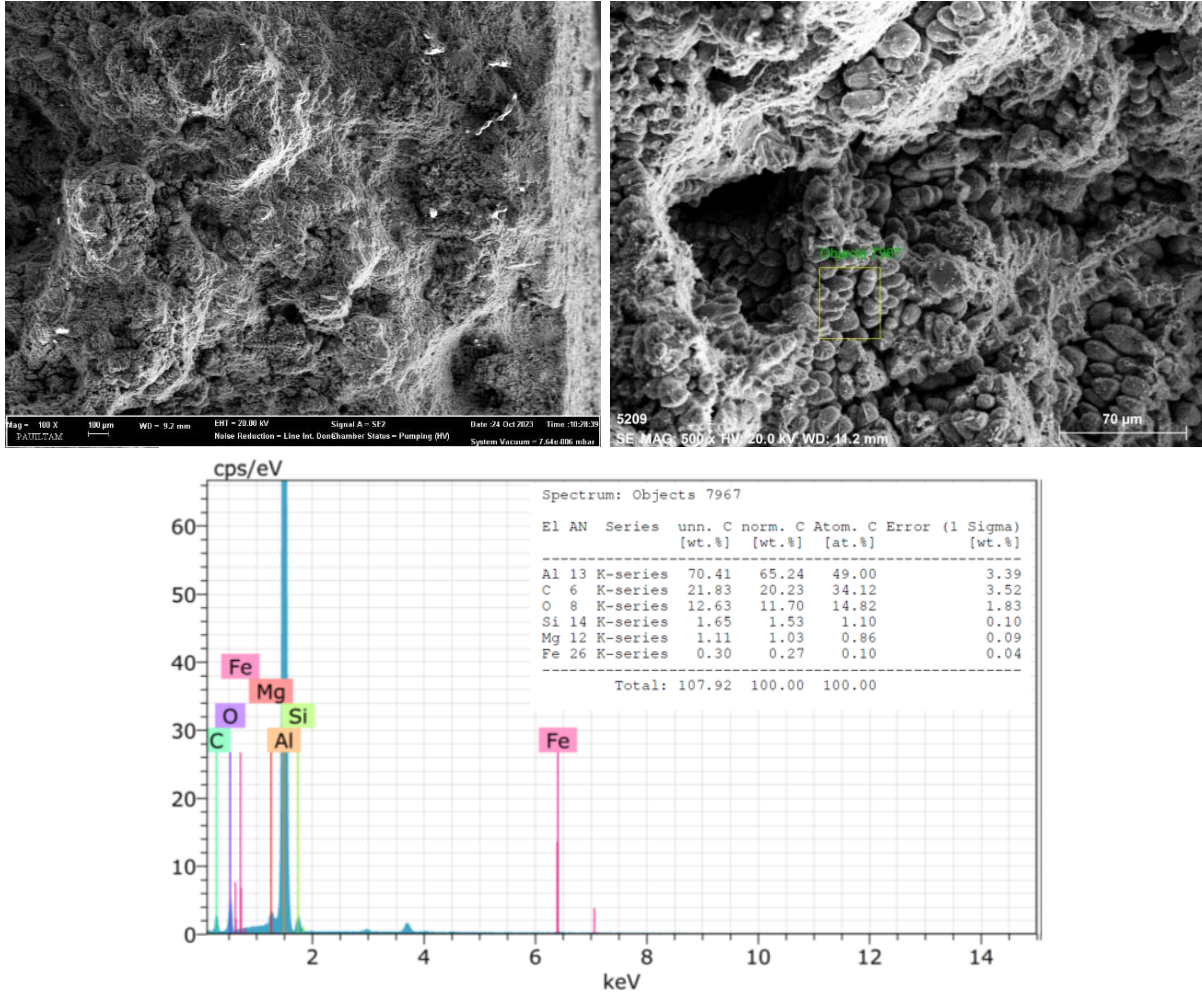 Mag = 100 X 100 µm WD = 9.2 mm EHT = 20.00 kV Signal A = SE2 Date :24 Oct 2023 Time :10:28:39
PAUILTAM Noise Reduction = Line Int. Done Chamber Status = Pumping (HV) System Vacuum = 7.64e-006 mbar
Objects 7967
5209 70 µm
SE MAG: 500 x HV: 20.0 kV WD: 11.2 mm
cps/eV
Spectrum: Objects 7967
El AN Series unn. C norm. C Atom. C Error (1 Sigma)
[wt.%] [wt.%] [at.%] [wt.%]
Al 13 K-series 70.41 65.24 49.00 3.39
C 6 K-series 21.83 20.23 34.12 3.52
O 8 K-series 12.63 11.70 14.82 1.83
Si 14 K-series 1.65 1.53 1.10 0.10
Mg 12 K-series 1.11 1.03 0.86 0.09
Fe 26 K-series 0.30 0.27 0.10 0.04
Total: 107.92 100.00 100.00
60
50
40
30
20
10
0
Fe
Mg
O Si
C Al Fe
2 4 6 8 10 12 14
keV